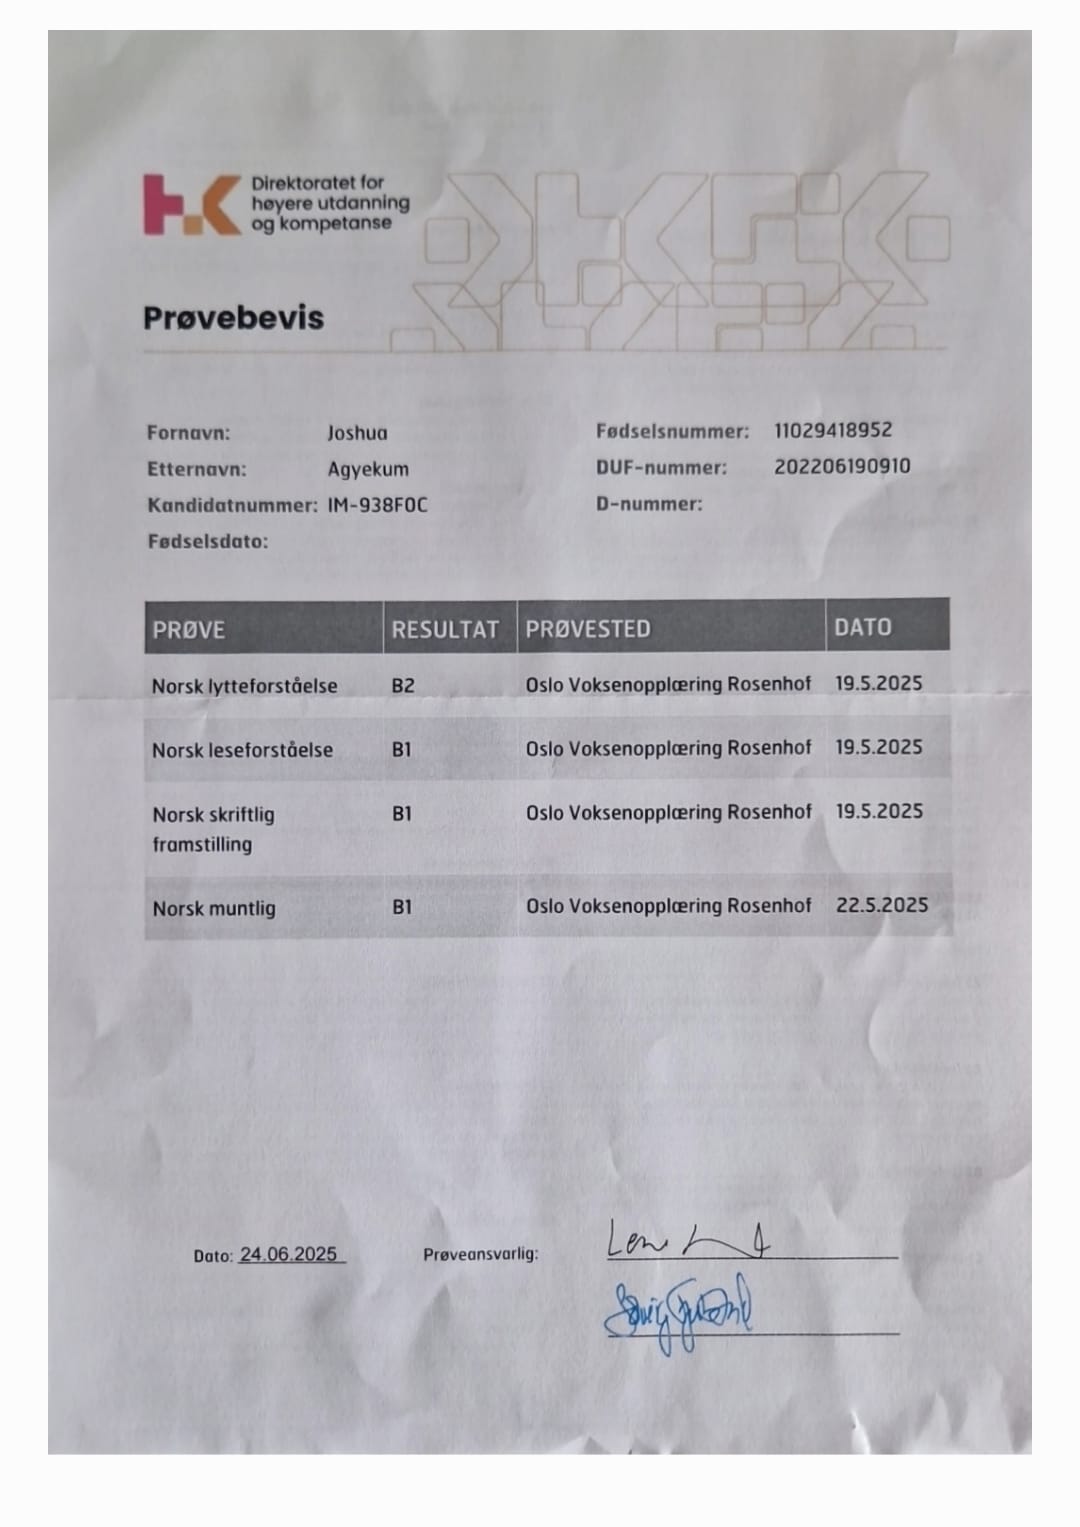 Direktoratet for
høyere utdanning
og kompetanse
Prøvebevis
Fornavn: Joshua
Etternavn: Agyekum
Kandidatnummer: IM-938F0C
Fødselsdato:
Fødselsnummer: 11029418952
DUF-nummer: 202206190910
D-nummer:
PRØVE RESULTAT PRØVESTED DATO
Norsk lytteforståelse B2 Oslo Voksenopplæring Rosenhof 19.5.2025
Norsk leseforståelse B1 Oslo Voksenopplæring Rosenhof 19.5.2025
Norsk skriftlig B1 Oslo Voksenopplæring Rosenhof 19.5.2025
framstilling
Norsk muntlig B1 Oslo Voksenopplæring Rosenhof 22.5.2025
Dato: 24.06.2025 Prøveansvarlig: